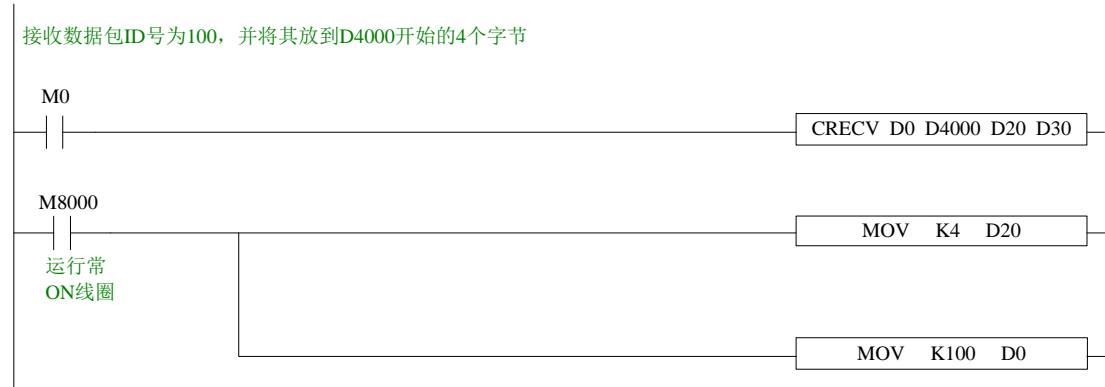 接收数据包ID号为100，并将其放到D4000开始的4个字节
M0
CRECV D0 D4000 D20 D30
M8000
MOV K4 D20
运行常
ON线圈
MOV K100 D0